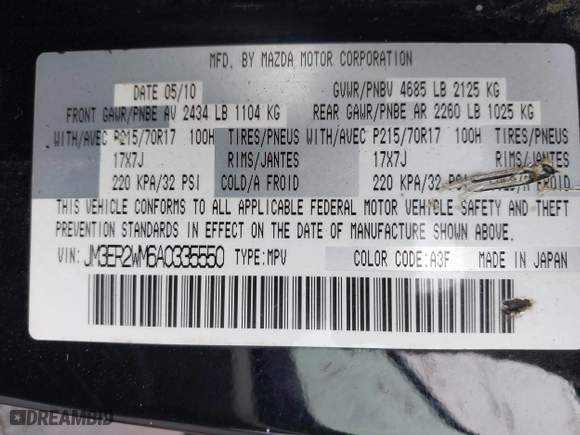 MFD. BY MAZDA MOTOR CORPORATION
DATE 05/10 GVWR/PNBV 4685 LB 2125 KG
FRONT GAWR/PNBE AV 2434 LB 1104 KG REAR GAWR/PNBE AR 2260 LB 1025 KG
WITH/AVEC P215/70R17 100H TIRES/PNEUS WITH/AVEC P215/70R17 100H TIRES/PNEUS
17X7J RIMS/JANTES 17X7J RIMS/JANTES
220 KPA/32 PSI COLD/A FROID 220 KPA/32 PSI COLD/A FROID
THIS VEHICLE CONFORMS TO ALL APPLICABLE FEDERAL MOTOR VEHICLE SAFETY AND THEFT
PREVENTION STANDARDS IN EFFECT ON THE DATE OF MANUFACTURE SHOWN ABOVE.
VIN: JM3ER2WM6A0335550 TYPE: MPV COLOR CODE: A3F MADE IN JAPAN
DREAMBID